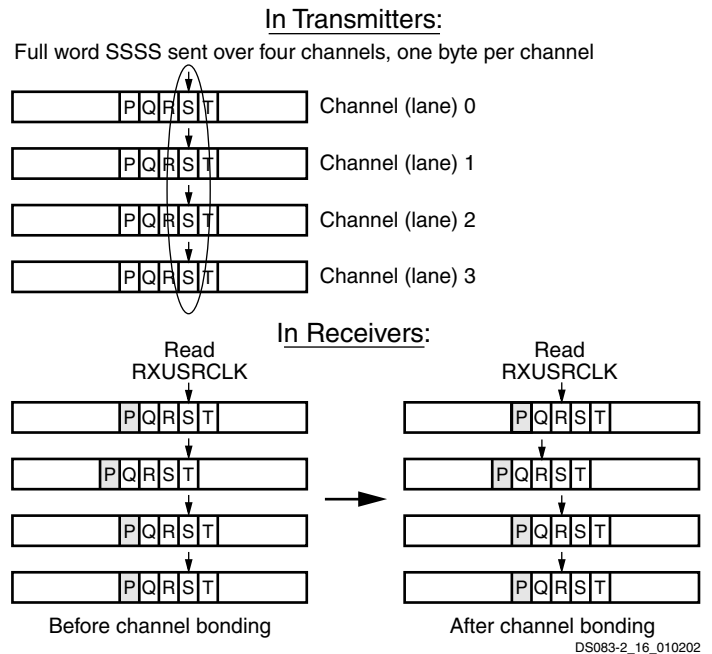 In Transmitters:
Full word SSSS sent over four channels, one byte per channel
P Q R S T Channel (lane) 0
P Q R S T Channel (lane) 1
P Q R S T Channel (lane) 2
P Q R S T Channel (lane) 3
In Receivers:
Read
RXUSRCLK
P Q R S T
P Q R S T
P Q R S T
P Q R S T
Before channel bonding
Read
RXUSRCLK
P Q R S T
P Q R S T
P Q R S T
P Q R S T
After channel bonding
DS083-2_16_010202